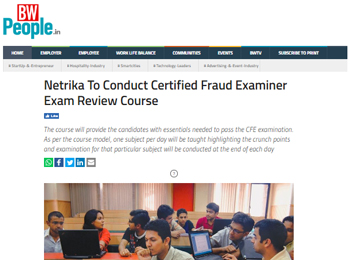 BW
People.in
HOME EMPLOYER EMPLOYEE WORK LIFE BALANCE COMMUNITIES EVENTS BWTV SUBSCRIBE TO PRINT
#Startup & Entrepreneur #Hospitality Industry #Smartcities #Technology Leaders #Advertising & Event Industry
Netrika To Conduct Certified Fraud Examiner
Exam Review Course
Like
The course will provide the candidates with essentials needed to pass the CFE examination.
As per the course model, one subject per day will be taught highlighting the crunch points
and examination for that particular subject will be conducted at the end of each day